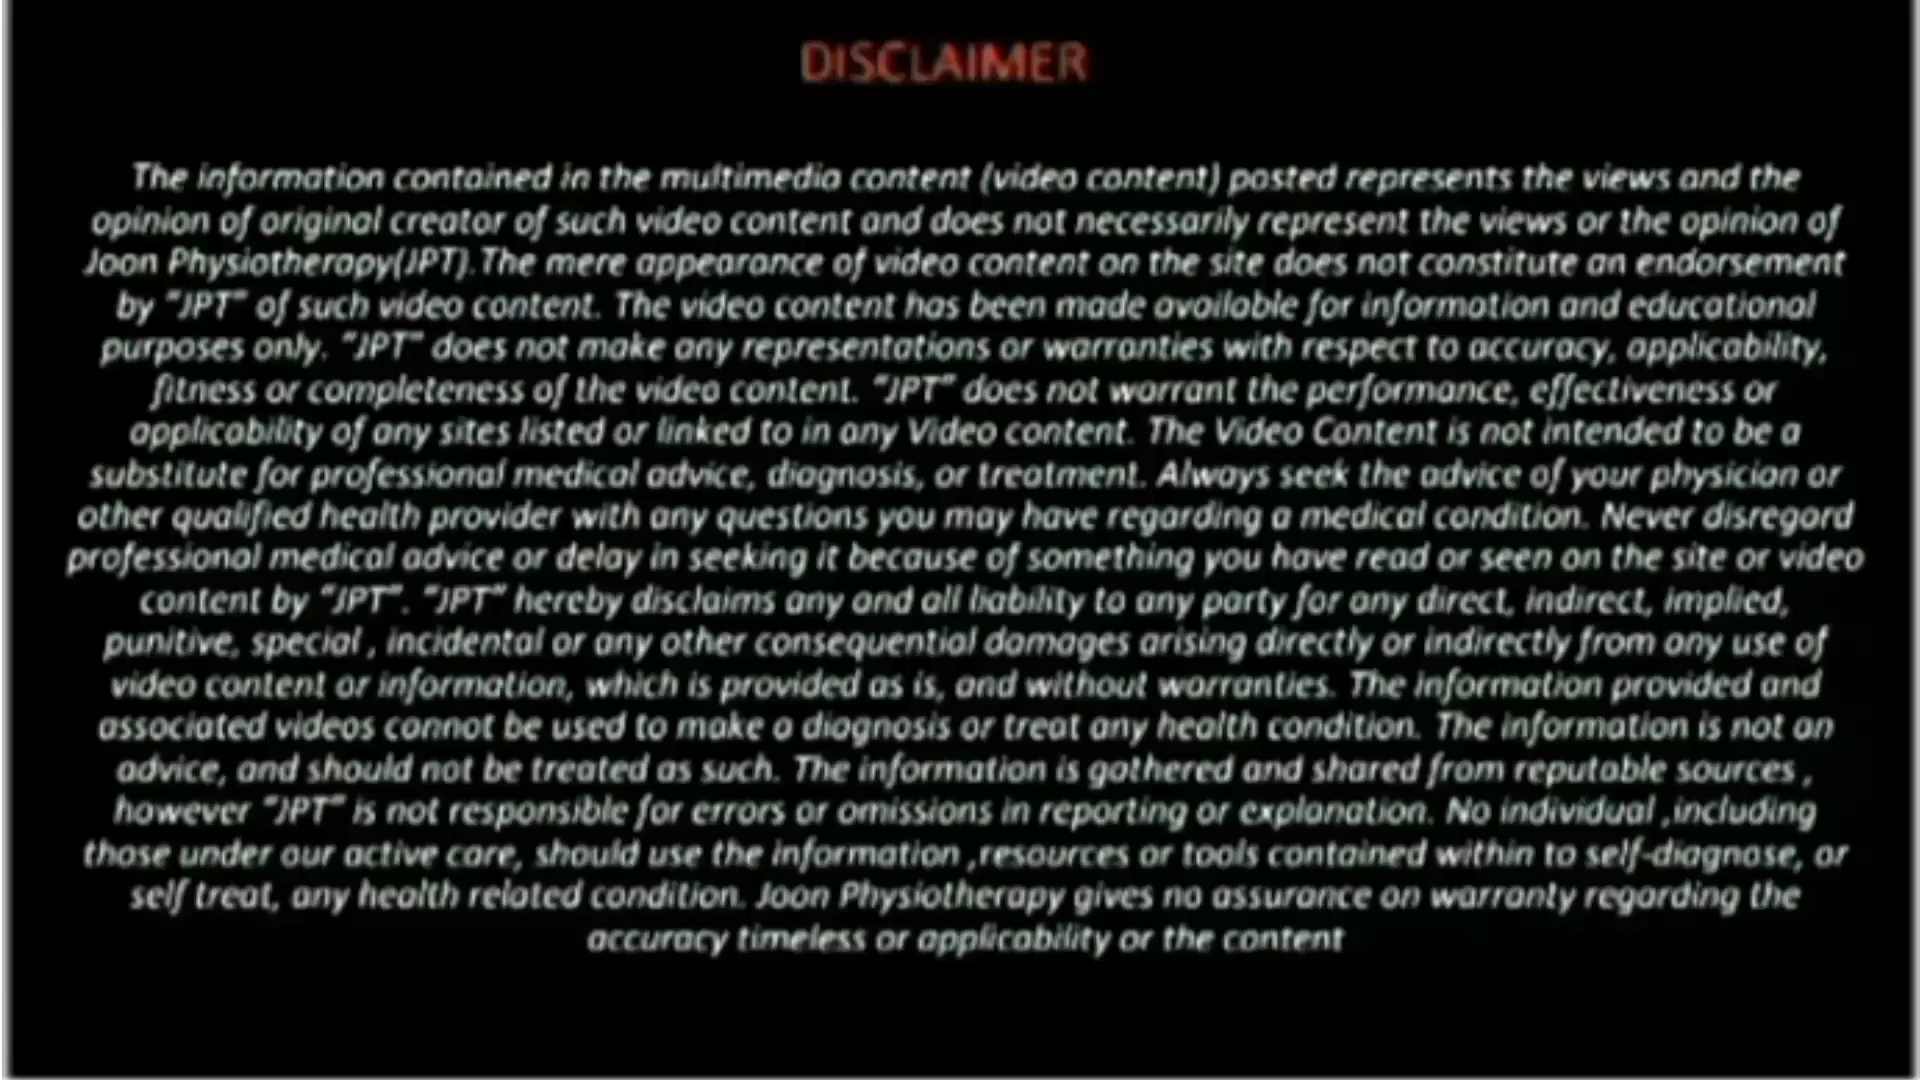 DISCLAIMER
The information contained in the multimedia content (video content) posted represents the views and the
opinion of original creator of such video content and does not necessarily represent the views or the opinion of
Joon Physiotherapy(JPT).The mere appearance of video content on the site does not constitute an endorsement
by "JPT" of such video content. The video content has been made available for information and educational
purposes only. "JPT" does not make any representations or warranties with respect to accuracy, applicability,
fitness or completeness of the video content. "JPT" does not warrant the performance, effectiveness or
applicability of any sites listed or linked to in any Video content. The Video Content is not intended to be a
substitute for professional medical advice, diagnosis, or treatment. Always seek the advice of your physician or
other qualified health provider with any questions you may have regarding a medical condition. Never disregard
professional medical advice or delay in seeking it because of something you have read or seen on the site or video
content by "JPT". "JPT" hereby disclaims any and all liability to any party for any direct, indirect, implied,
punitive, special , incidental or any other consequential damages arising directly or indirectly from any use of
video content or information, which is provided as is, and without warranties. The Information provided and
associated videos cannot be used to make a diagnosis or treat any health condition. The information is not an
advice, and should not be treated as such. The information is gathered and shared from reputable sources ,
however "JPT" is not responsible for errors or omissions in reporting or explanation. No individual ,including
those under our active care, should use the information ,resources or tools contained within to self-diagnose, or
self treat, any health related condition. Joon Physiotherapy gives no assurance on warranty regarding the
accuracy timeless or applicability or the content